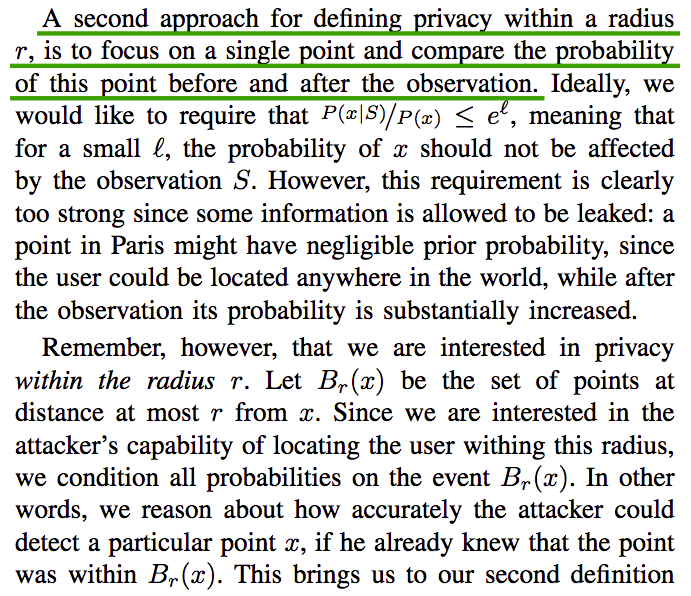 A second approach for defining privacy within a radius
r, is to focus on a single point and compare the probability
of this point before and after the observation. Ideally, we
would like to require that P(x|S)/P(x) ≤ e^ℓ, meaning that
for a small ℓ, the probability of x should not be affected
by the observation S. However, this requirement is clearly
too strong since some information is allowed to be leaked: a
point in Paris might have negligible prior probability, since
the user could be located anywhere in the world, while after
the observation its probability is substantially increased.
Remember, however, that we are interested in privacy
within the radius r. Let B_r(x) be the set of points at
distance at most r from x. Since we are interested in the
attacker's capability of locating the user withing this radius,
we condition all probabilities on the event B_r(x). In other
words, we reason about how accurately the attacker could
detect a particular point x, if he already knew that the point
was within B_r(x). This brings us to our second definition